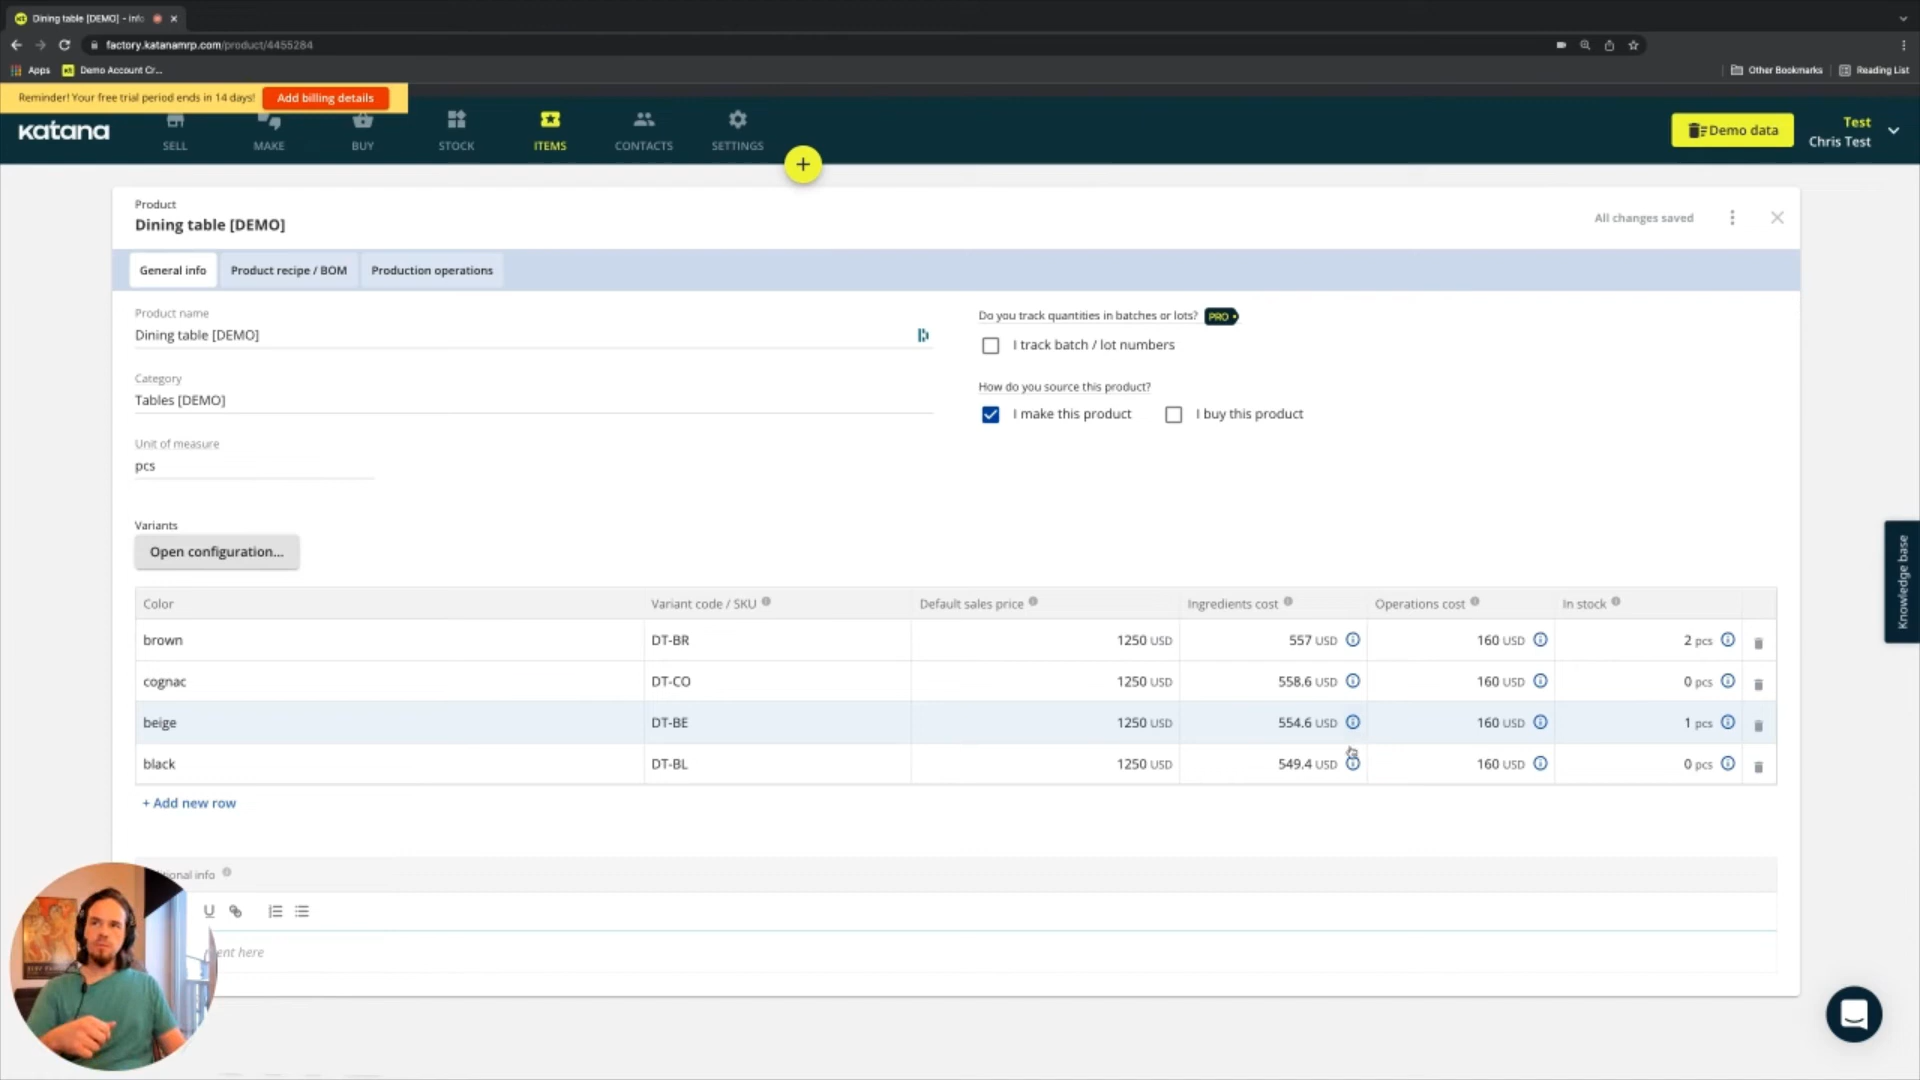 Dining table [DEMO] - info
factory.katanamrp.com/product/4455284
Apps
Demo Account Cr...
Other Bookmarks
Reading List
Reminder! Your free trial period ends in 14 days!
Add billing details
katana
SELL
MAKE
BUY
STOCK
ITEMS
CONTACTS
SETTINGS
+
Demo data
Test
Chris Test
Product
Dining table [DEMO]
All changes saved
General info
Product recipe / BOM
Production operations
Product name
Dining table [DEMO]
Category
Tables [DEMO]
Unit of measure
pcs
Do you track quantities in batches or lots? PRO
I track batch / lot numbers
How do you source this product?
I make this product
I buy this product
Variants
Open configuration...
Color Variant code / SKU Default sales price Ingredients cost Operations cost In stock
brown DT-BR 1250 USD 557 USD 160 USD 2 pcs
cognac DT-CO 1250 USD 558.6 USD 160 USD 0 pcs
beige DT-BE 1250 USD 554.6 USD 160 USD 1 pcs
black DT-BL 1250 USD 549.4 USD 160 USD 0 pcs
+ Add new row
here
Knowledge base